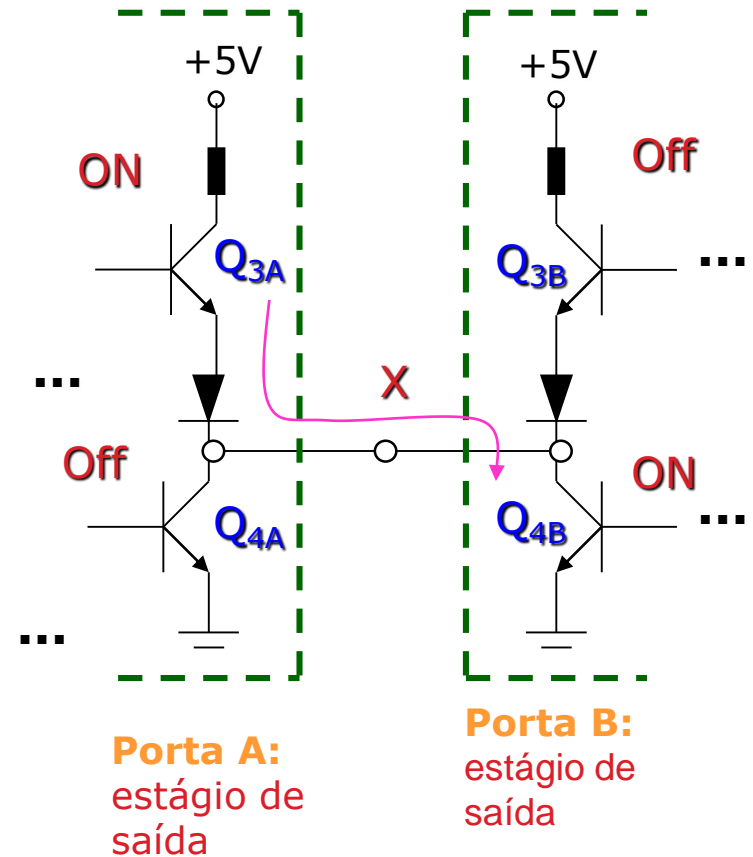 +5V
+5V
ON
Off
Q3A
Q3B
...
...
X
Off
ON
Q4A
Q4B
...
...
Porta A:
estágio de
saída
Porta B:
estágio de
saída